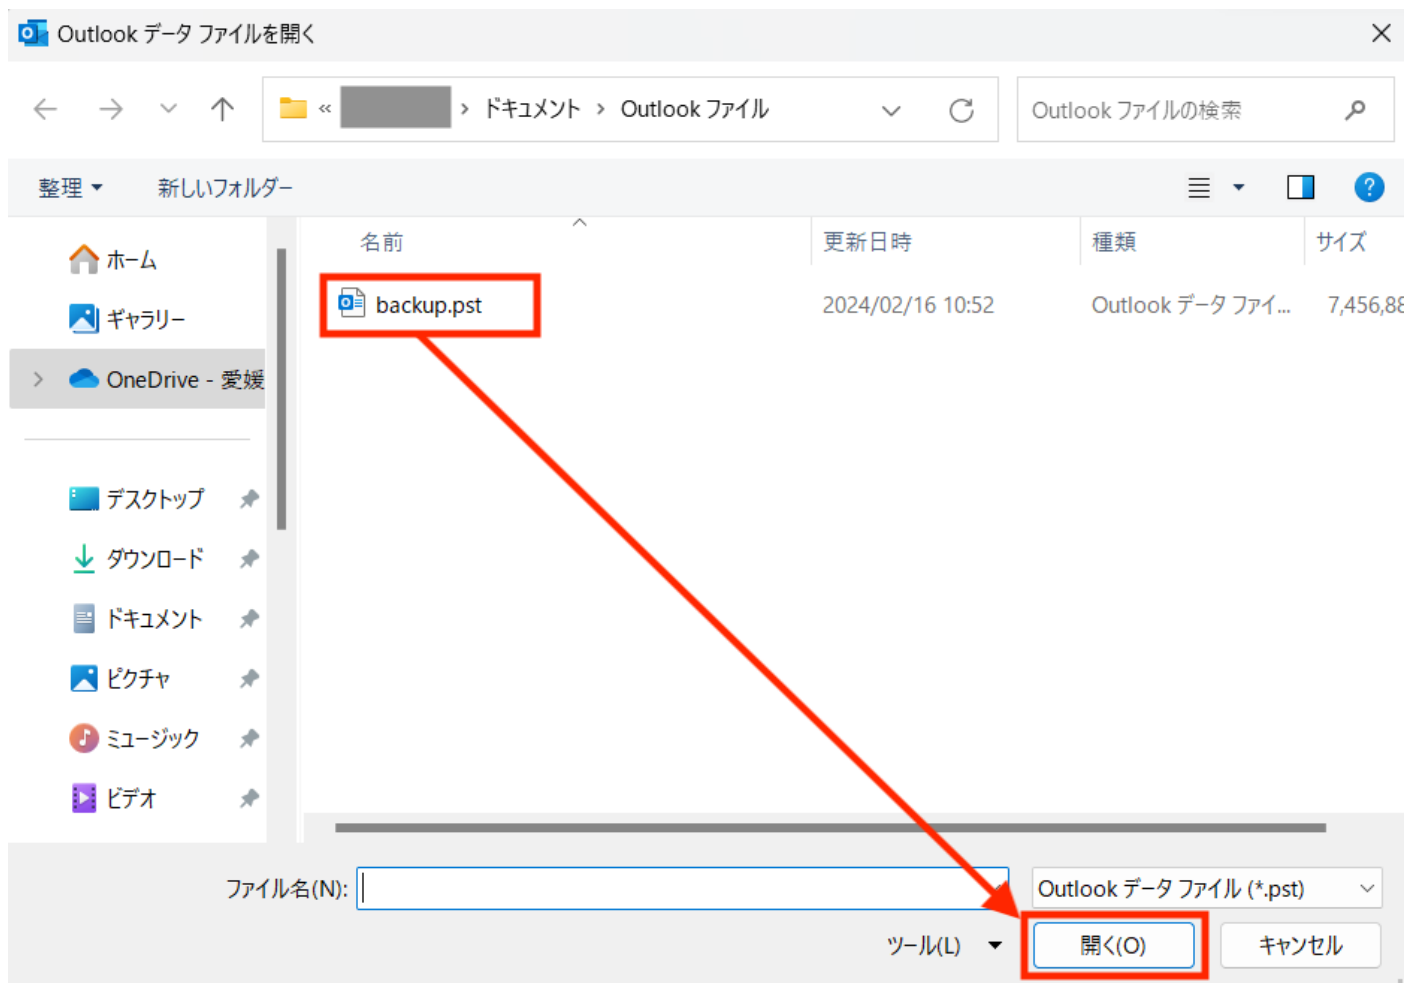 Outlook データ ファイルを開く
« › ドキュメント › Outlook ファイル
Outlook ファイルの検索
整理 新しいフォルダー
名前 更新日時 種類 サイズ
backup.pst 2024/02/16 10:52 Outlook データ ファイ... 7,456,88
ホーム
ギャラリー
OneDrive - 愛媛
デスクトップ
ダウンロード
ドキュメント
ピクチャ
ミュージック
ビデオ
ファイル名(N): Outlook データ ファイル (*.pst)
ツール(L) 開く(O) キャンセル